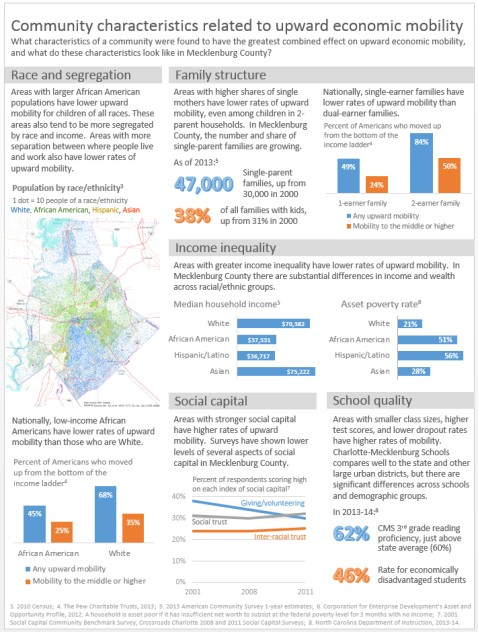 Community characteristics related to upward economic mobility
What characteristics of a community were found to have the greatest combined effect on upward economic mobility,
and what do these characteristics look like in Mecklenburg County?
Race and segregation
Areas with larger African American
populations have lower upward
mobility for children of all races. These
areas also tend to be more segregated
by race and income. Areas with more
separation between where people live
and work also have lower rates of
upward mobility.
Population by race/ethnicity³
1 dot = 10 people of a race/ethnicity
White, African American, Hispanic, Asian
Nationally, low-income African
Americans have lower rates of upward
mobility than those who are White.
Percent of Americans who moved
up from the bottom of the
income ladder⁴
45%
25%
68%
35%
African American
White
Any upward mobility
Mobility to the middle or higher
Family structure
Areas with higher shares of single
mothers have lower rates of upward
mobility, even among children in 2-
parent households. In Mecklenburg
County, the number and share of
single-parent families are growing.
As of 2013:⁵
47,000
Single-parent
families, up from
30,000 in 2000
38%
of all families with kids,
up from 31% in 2000
Nationally, single-earner families have
lower rates of upward mobility than
dual-earner families.
Percent of Americans who moved up
from the bottom of the
income ladder⁴
49%
24%
84%
50%
1-earner family
2-earner family
Any upward mobility
Mobility to the middle or higher
Income inequality
Areas with greater income inequality have lower rates of upward mobility. In
Mecklenburg County there are substantial differences in income and wealth
across racial/ethnic groups.
Median household income⁵
White
$70,382
African American
Hispanic/Latino
Asian
$75,222
Asset poverty rate⁶
White
21%
African American
51%
Hispanic/Latino
56%
Asian
28%
Social capital
Areas with stronger social capital
have higher rates of upward
mobility. Surveys have shown lower
levels of several aspects of social
capital in Mecklenburg County.
Percent of respondents scoring high
on each index of social capital⁷
40%
30%
20%
10%
0%
Giving/volunteering
Social trust
Inter-racial trust
2001
2008
2011
School quality
Areas with smaller class sizes, higher
test scores, and lower dropout rates
have higher rates of mobility.
Charlotte-Mecklenburg Schools
compares well to the state and other
large urban districts, but there are
significant differences across schools
and demographic groups.
In 2013-14:⁸
62%
CMS 3rd grade reading
proficiency, just above
state average (60%)
46%
Rate for economically
disadvantaged students
3. 2010 Census; 4. The Pew Charitable Trusts, 2013; 5. 2013 American Community Survey 1-year estimates; 6. Corporation for Enterprise Development's Asset and
Opportunity Profile, 2012. A household is asset poor if it has insufficient net worth to subsist at the federal poverty level for 3 months with no income; 7. 2001
Social Capital Community Benchmark Survey, Crossroads Charlotte 2008 and 2011 Social Capital Surveys; 8. North Carolina Department of Instruction, 2013-14.